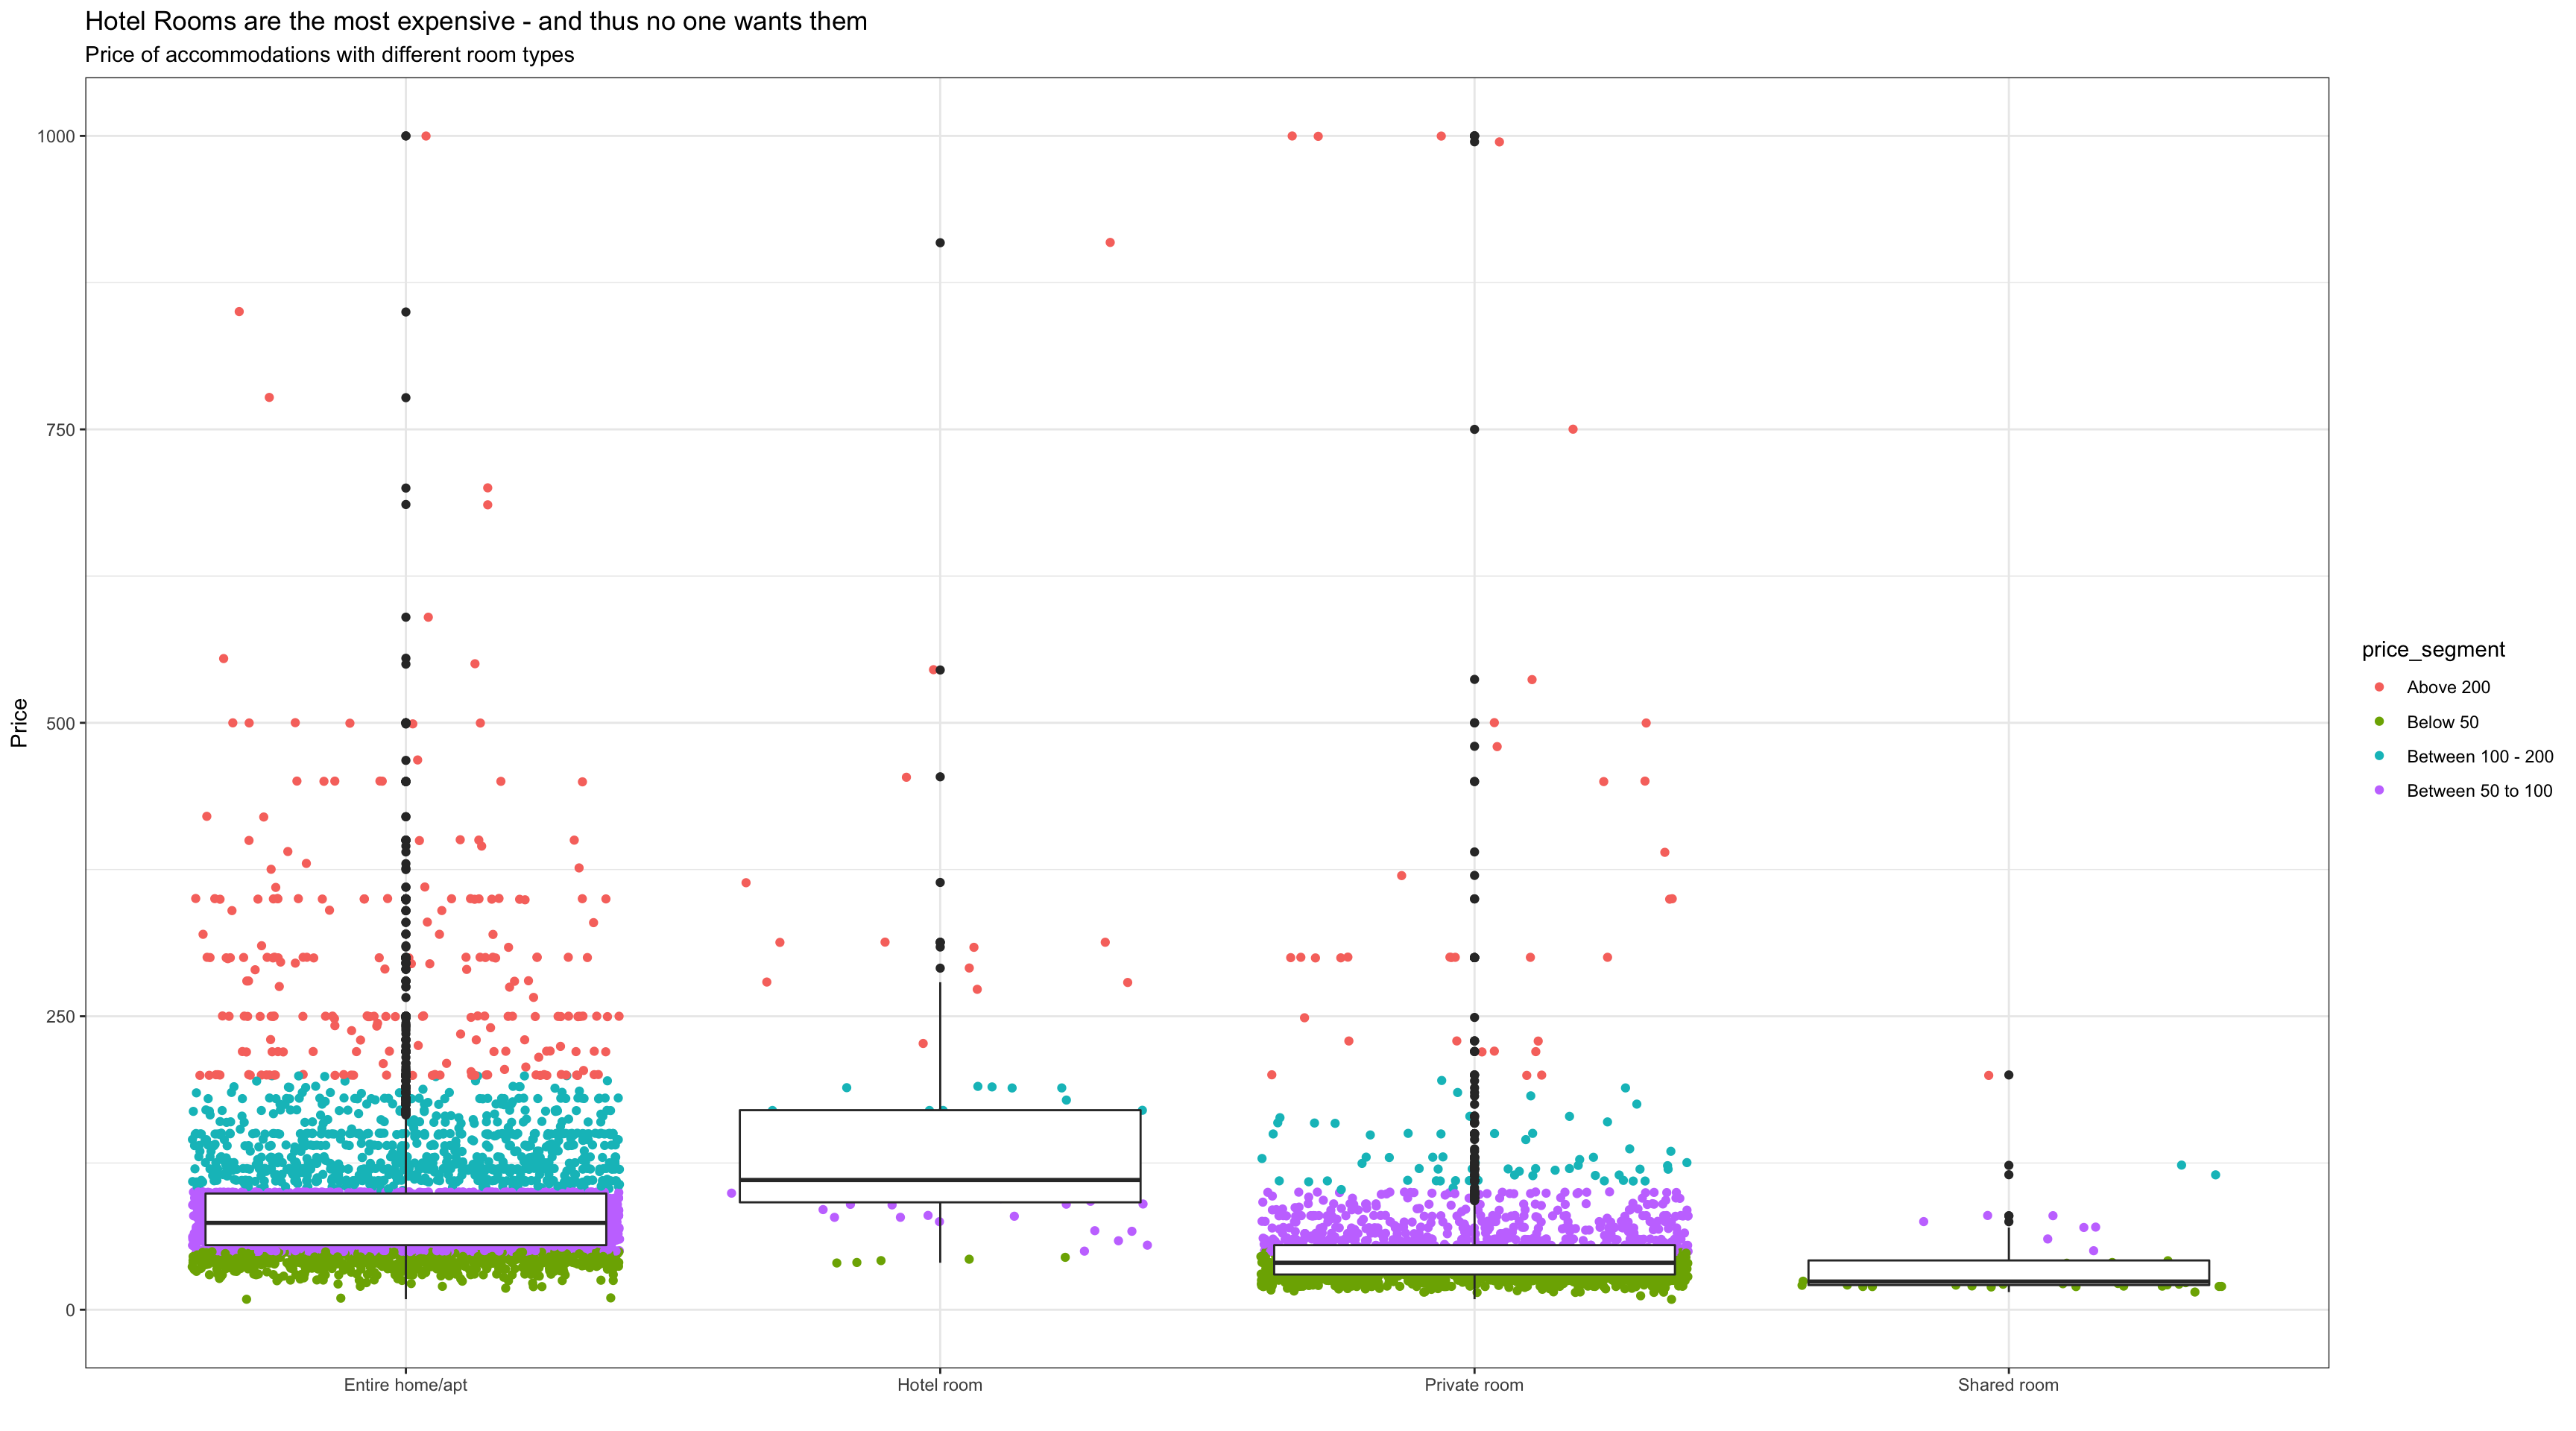 Hotel Rooms are the most expensive - and thus no one wants them
Price of accommodations with different room types
1000
750
500
250
0
Price
Entire home/apt
Hotel room
Private room
Shared room
price_segment
Above 200
Below 50
Between 100 - 200
Between 50 to 100